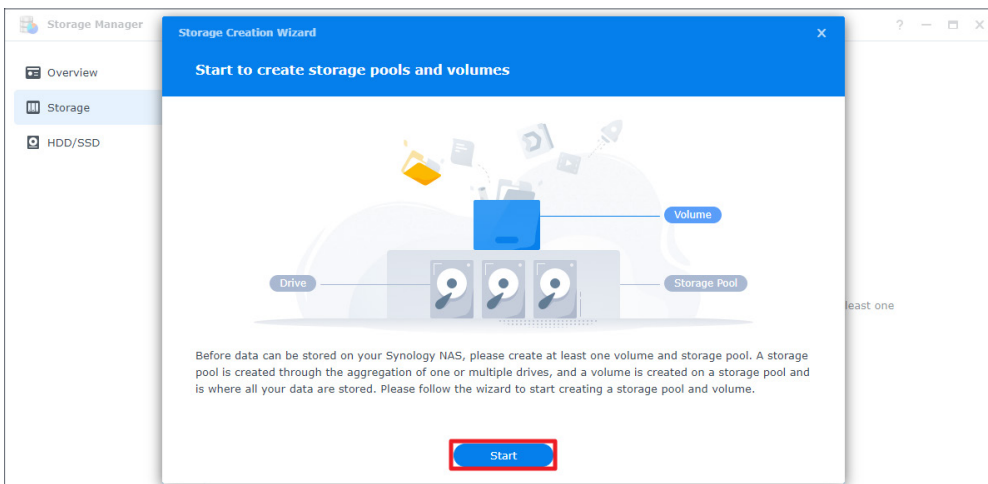 Storage Manager
Storage Creation Wizard
X
?
Start to create storage pools and volumes
Overview
Storage
HDD/SSD
Volume
Drive
Storage Pool
least one
Before data can be stored on your Synology NAS, please create at least one volume and storage pool. A storage
pool is created through the aggregation of one or multiple drives, and a volume is created on a storage pool and
is where all your data are stored. Please follow the wizard to start creating a storage pool and volume.
Start